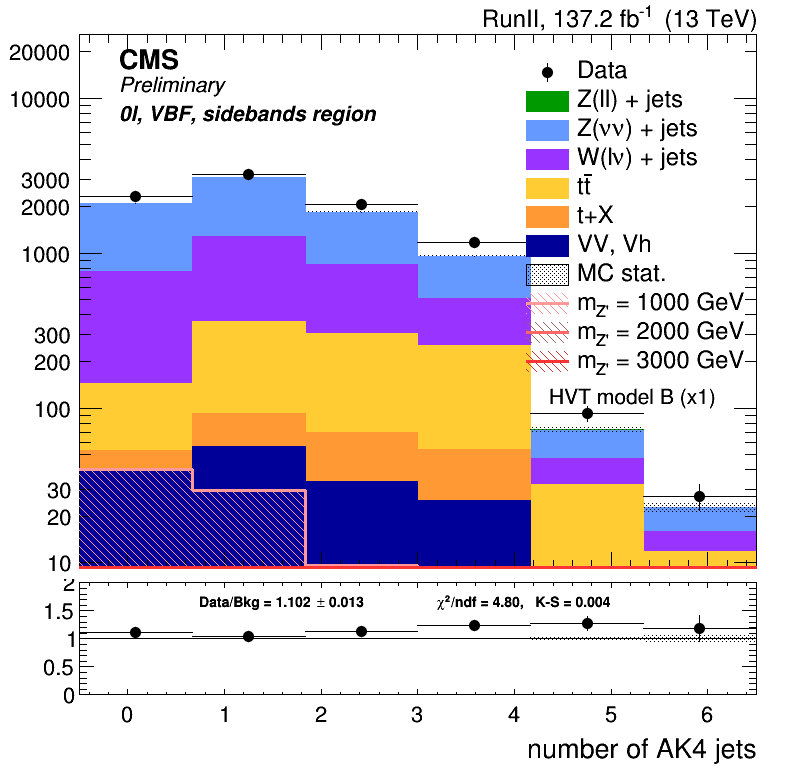 RunII, 137.2 fb⁻¹ (13 TeV)
CMS
Preliminary
0l, VBF, sidebands region
Data
Z(ll) + jets
Z(νν) + jets
W(lν) + jets
tt̄
t+X
VV, Vh
MC stat.
m_Z' = 1000 GeV
m_Z' = 2000 GeV
m_Z' = 3000 GeV
HVT model B (x1)
20000
10000
3000
2000
1000
300
200
100
30
20
10
Data/Bkg = 1.102 ± 0.013 χ²/ndf = 4.80, K-S = 0.004
2
1.5
1
0.5
0
0 1 2 3 4 5 6
number of AK4 jets